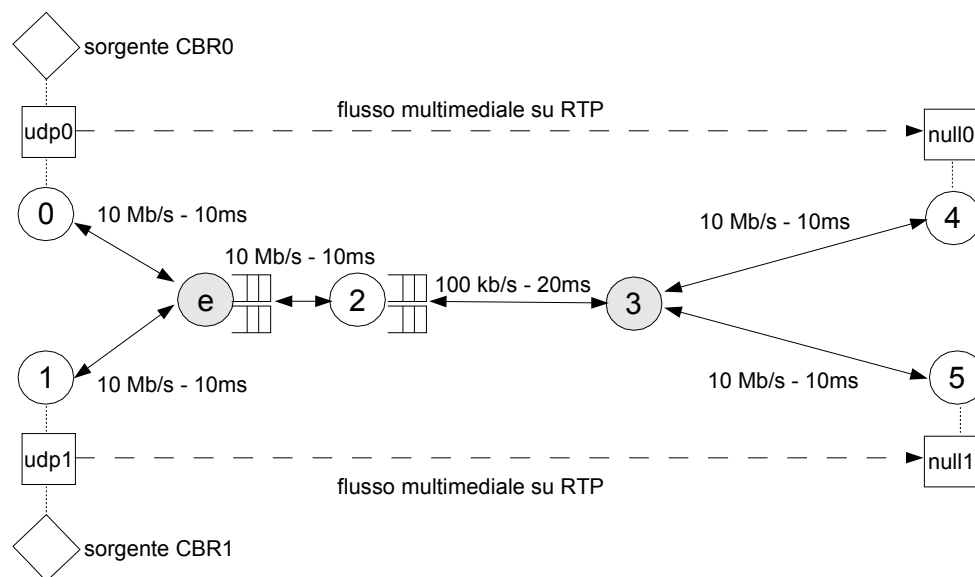 sorgente CBR0
flusso multimediale su RTP
udp0
null0
0
10 Mb/s - 10ms
10 Mb/s - 10ms
4
10 Mb/s - 10ms
100 kb/s - 20ms
e
2
3
1
10 Mb/s - 10ms
10 Mb/s - 10ms
5
udp1
null1
flusso multimediale su RTP
sorgente CBR1